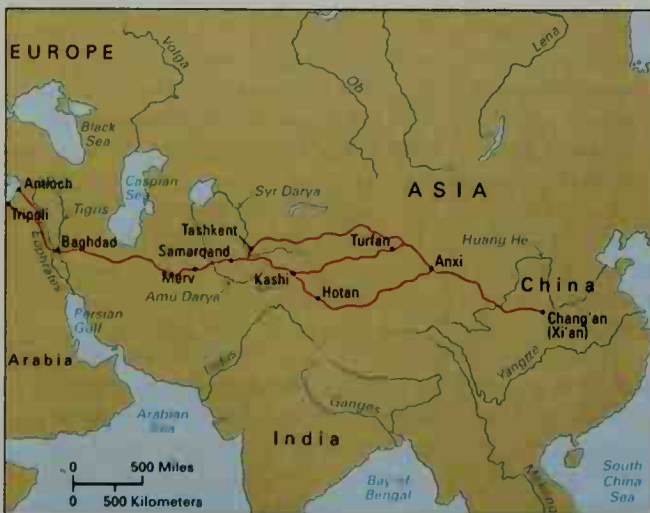 EUROPE
Volga
Ob
Lena
Black
Sea
Caspian
Sea
Syr Darya
ASIA
Antioch
Tripoli
Tigris
Tashkent
Turfan
Huang He
Baghdad
Samarqand
Anxi
Euphrates
Merv
Kashi
China
Amu Darya
Hotan
Chang'an
(Xi'an)
Persian
Gulf
Arabia
Indus
Yangtze
Ganges
Arabian
Sea
India
0 500 Miles
0 500 Kilometers
Bay of
Bengal
Mekong
South
China
Sea